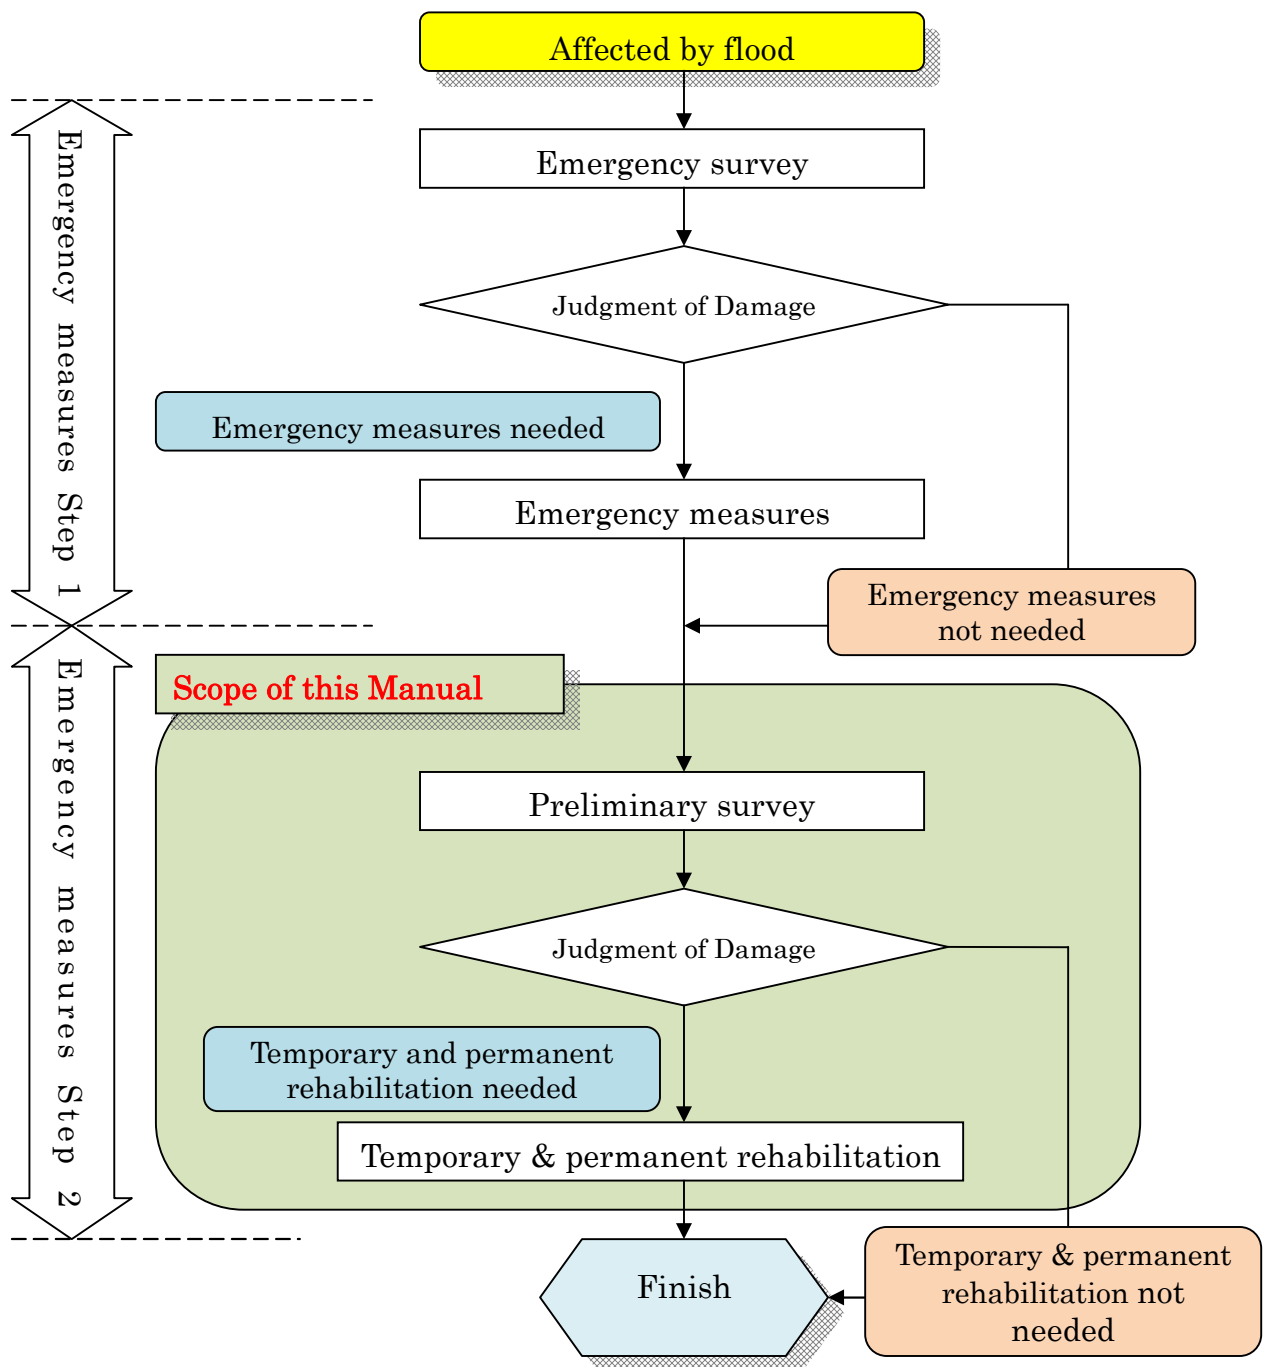 Affected by flood
Emergency survey
Judgment of Damage
Emergency measures needed
Emergency measures
Emergency measures
not needed
Emergency measures Step 1
Scope of this Manual
Preliminary survey
Judgment of Damage
Temporary and permanent
rehabilitation needed
Temporary & permanent rehabilitation
Emergency measures Step 2
Finish
Temporary & permanent
rehabilitation not
needed